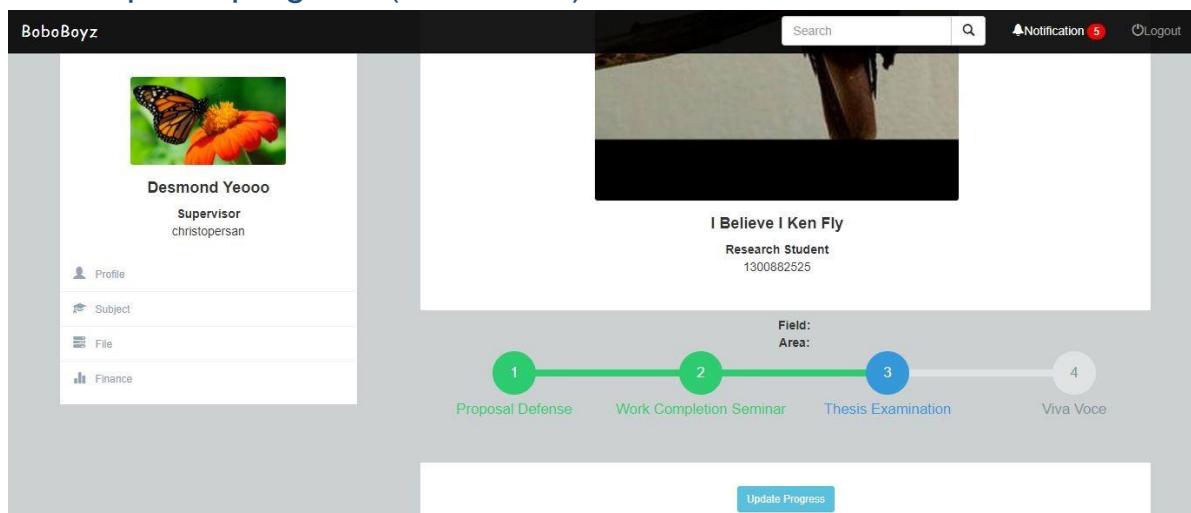 BoboBoyz
Search
Notification 5
Logout
Desmond Yeooo
Supervisor
christopersan
Profile
Subject
File
Finance
I Believe I Ken Fly
Research Student
1300882525
Field:
Area:
1 2 3 4
Proposal Defense Work Completion Seminar Thesis Examination Viva Voce
Update Progress